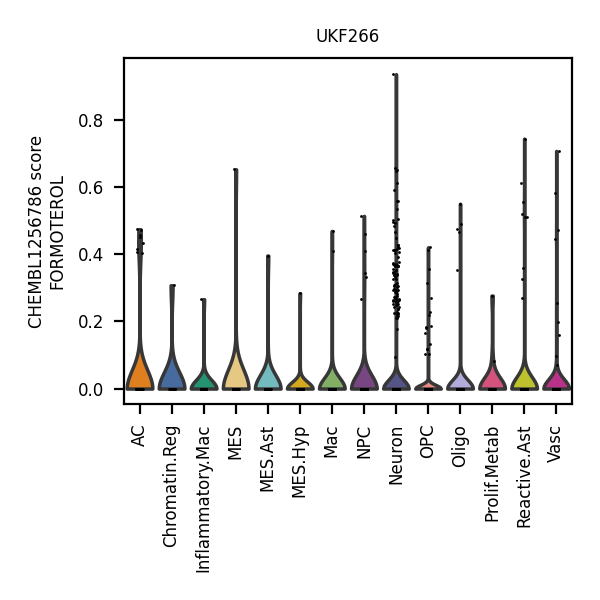 UKF266
CHEMBL1256786 score
FORMOTEROL
0.8
0.6
0.4
0.2
0.0
AC
Chromatin.Reg
Inflammatory.Mac
MES
MES.Ast
MES.Hyp
Mac
NPC
Neuron
OPC
Oligo
Prolif.Metab
Reactive.Ast
Vasc